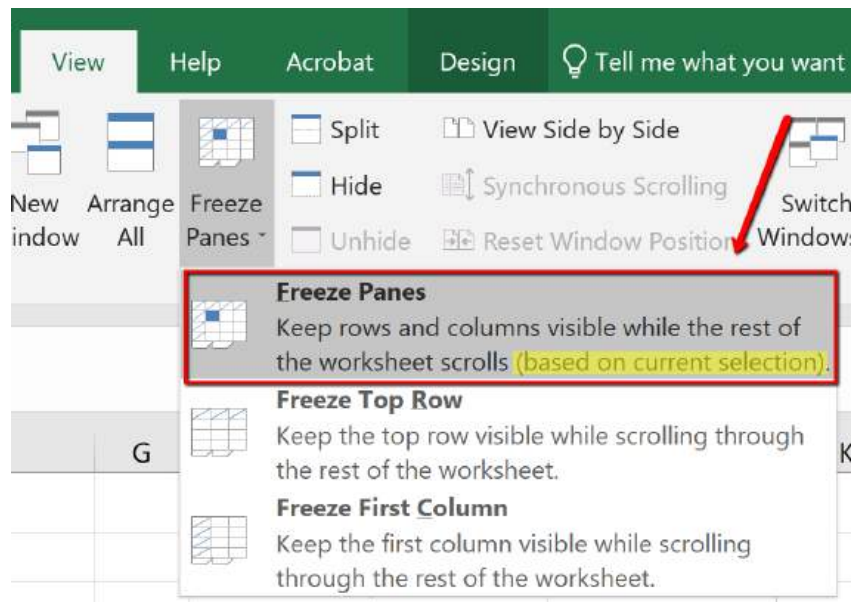 View Help Acrobat Design Tell me what you want
Split View Side by Side
Hide Synchronous Scrolling
New Arrange Freeze Switch
indow All Panes Unhide Reset Window Position Windows
Freeze Panes
Keep rows and columns visible while the rest of
the worksheet scrolls (based on current selection).
Freeze Top Row
Keep the top row visible while scrolling through
the rest of the worksheet.
Freeze First Column
Keep the first column visible while scrolling
through the rest of the worksheet.
G K